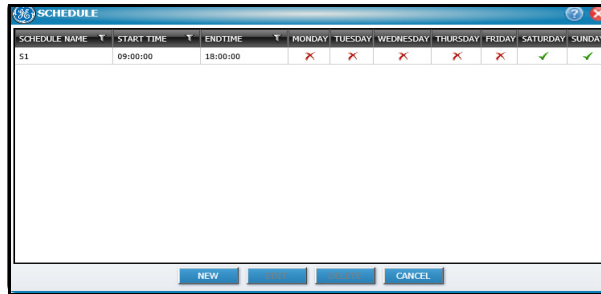 SCHEDULE
SCHEDULE NAME START TIME ENDTIME MONDAY TUESDAY WEDNESDAY THURSDAY FRIDAY SATURDAY SUNDAY
S1 09:00:00 18:00:00
NEW CANCEL